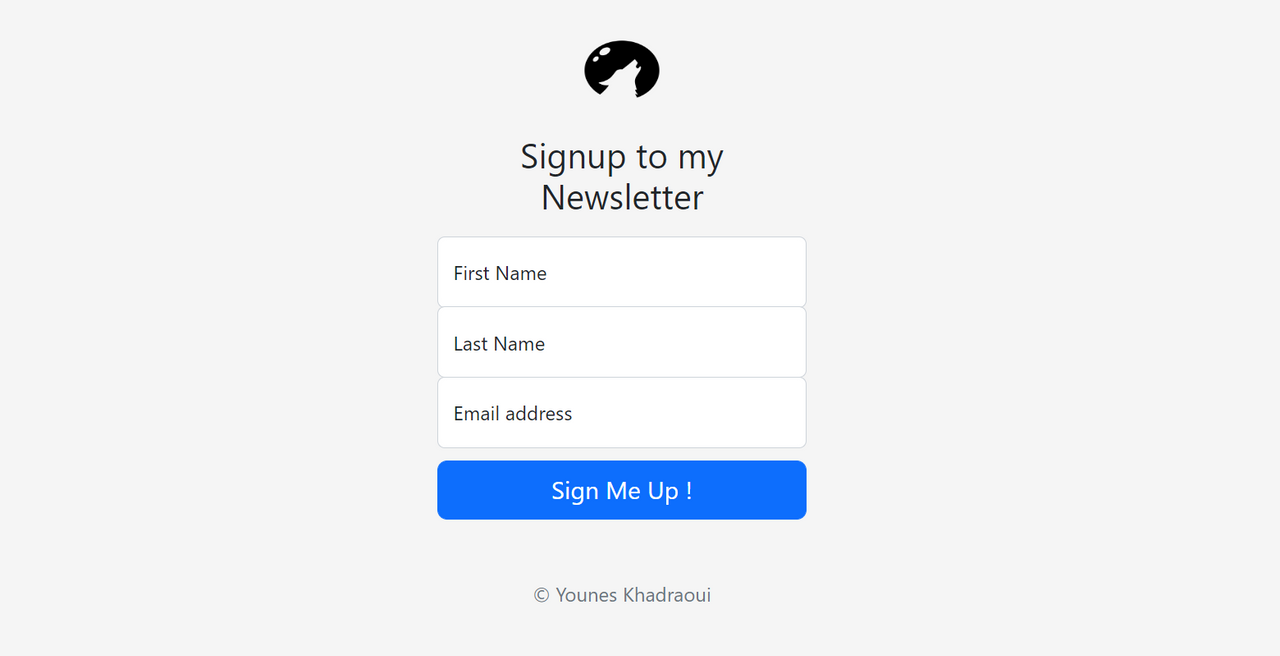 Signup to my
Newsletter
First Name
Last Name
Email address
Sign Me Up !
© Younes Khadraoui